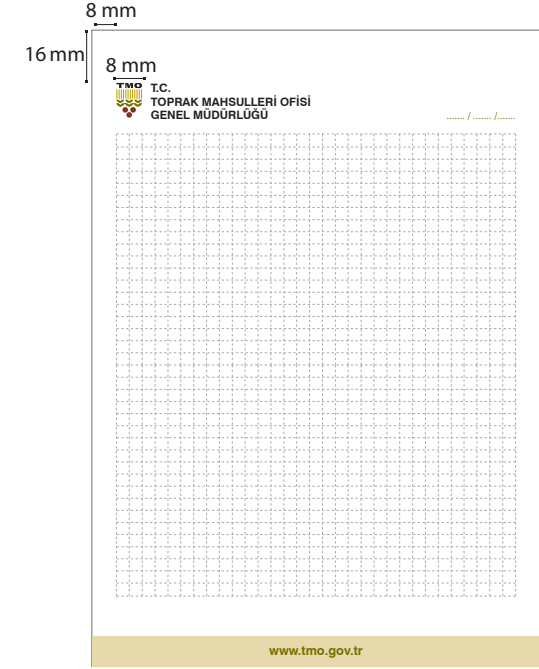 8 mm
16 mm
8 mm
TMO
T.C.
TOPRAK MAHSULLERİ OFİSİ
GENEL MÜDÜRLÜĞÜ
....... / ....... /.......
www.tmo.gov.tr